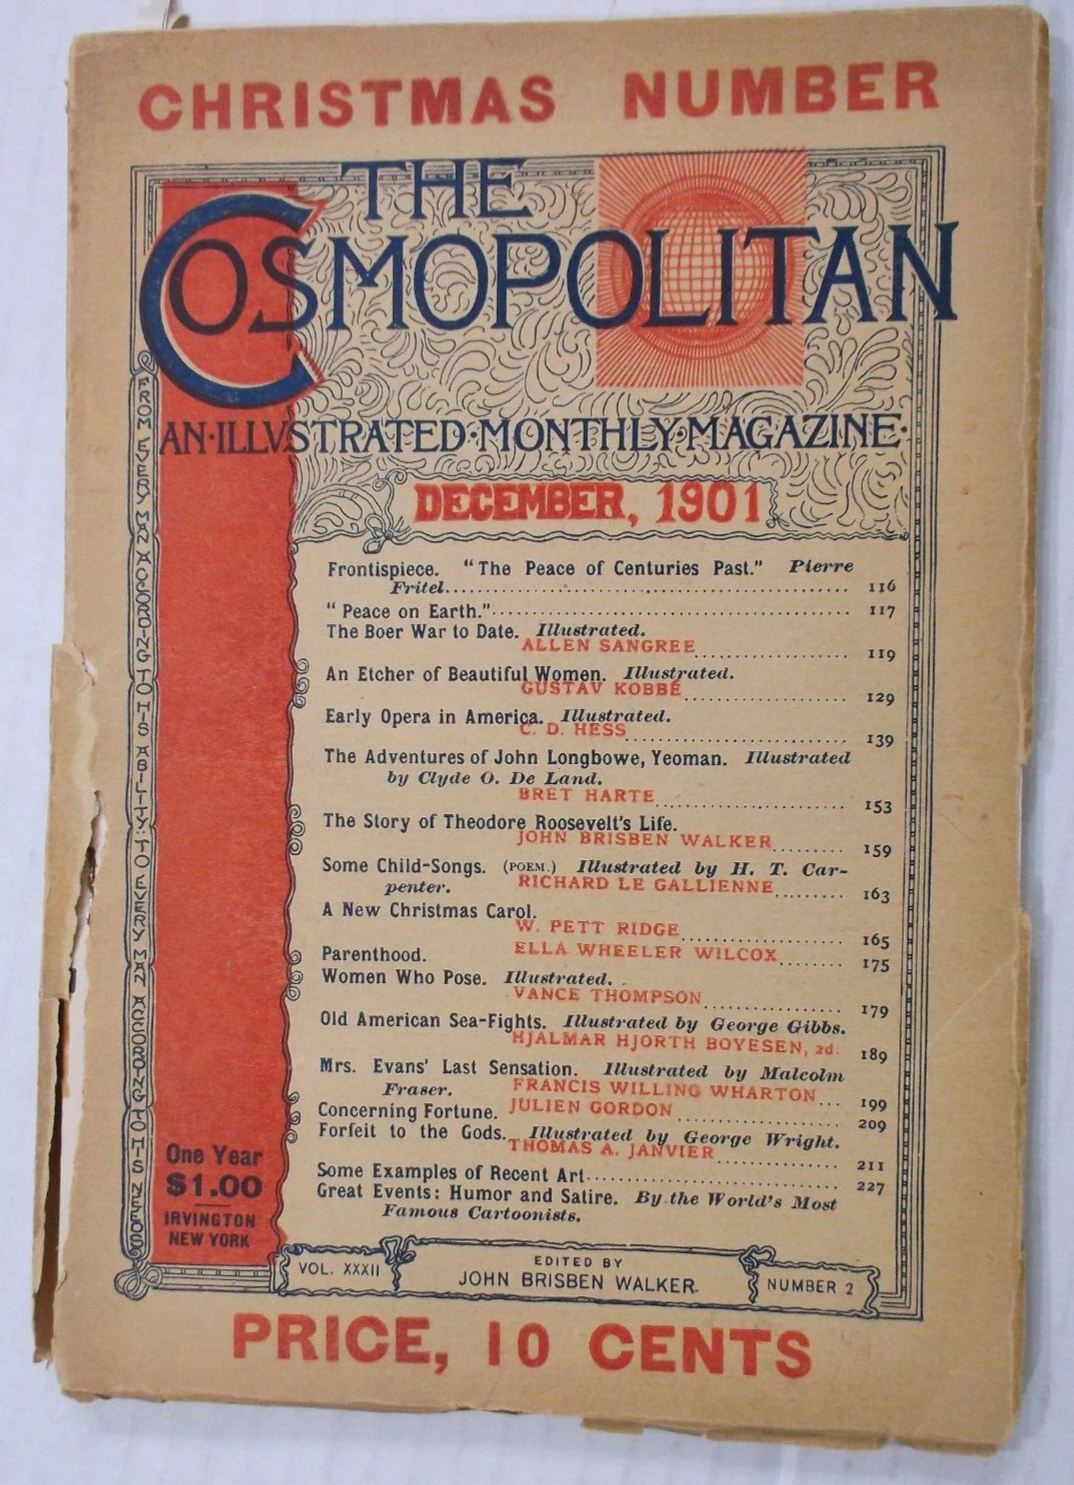 CHRISTMAS NUMBER
THE
COSMOPOLITAN
AN·ILLVSTRATED·MONTHLY·MAGAZINE·
DECEMBER, 1901
FROM EVERY MAN ACCORDING TO HIS ABILITY: TO EVERY MAN ACCORDING TO HIS NEEDS
Frontispiece. "The Peace of Centuries Past." Pierre
Fritel 116
"Peace on Earth." 117
The Boer War to Date. Illustrated.
ALLEN SANGREE 119
An Etcher of Beautiful Women. Illustrated.
GUSTAV KOBBÉ 129
Early Opera in America. Illustrated.
C. D. HESS 139
The Adventures of John Longbowe, Yeoman. Illustrated
by Clyde O. De Land.
BRET HARTE 153
The Story of Theodore Roosevelt's Life.
JOHN BRISBEN WALKER 159
Some Child-Songs. (POEM.) Illustrated by H. T. Car-
penter. RICHARD LE GALLIENNE 163
A New Christmas Carol.
W. PETT RIDGE 165
Parenthood. ELLA WHEELER WILCOX 175
Women Who Pose. Illustrated.
VANCE THOMPSON 179
Old American Sea-Fights. Illustrated by George Gibbs.
HJALMAR HJORTH BOYESEN, 2d. 189
Mrs. Evans' Last Sensation. Illustrated by Malcolm
Fraser. FRANCIS WILLING WHARTON 199
Concerning Fortune. JULIEN GORDON 209
Forfeit to the Gods. Illustrated by George Wright.
THOMAS A. JANVIER 211
Some Examples of Recent Art 227
Great Events: Humor and Satire. By the World's Most
Famous Cartoonists.
One Year
$1.00
IRVINGTON
NEW YORK
VOL. XXXII
EDITED BY
JOHN BRISBEN WALKER.
NUMBER 2
PRICE, 10 CENTS